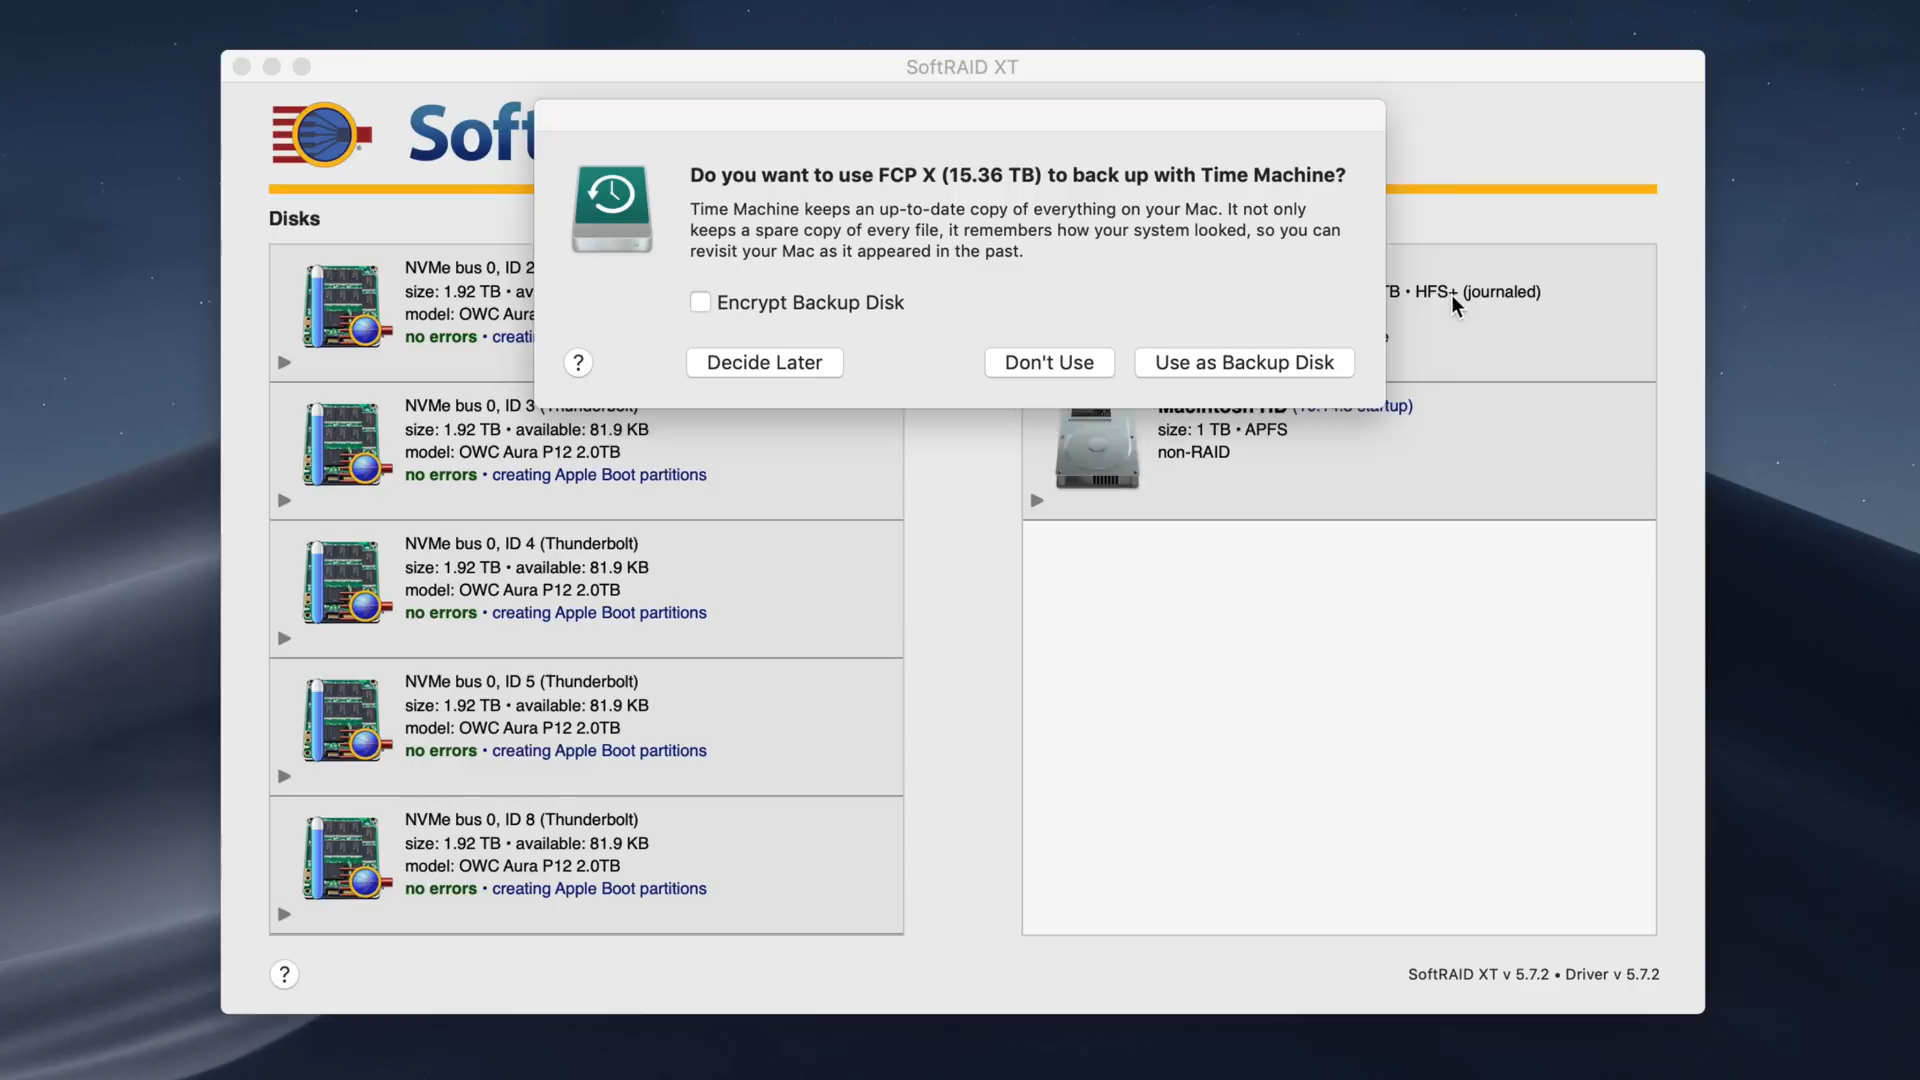 SoftRAID XT
Soft
Do you want to use FCP X (15.36 TB) to back up with Time Machine?
Time Machine keeps an up-to-date copy of everything on your Mac. It not only
keeps a spare copy of every file, it remembers how your system looked, so you can
revisit your Mac as it appeared in the past.
Encrypt Backup Disk
?
Decide Later
Don't Use
Use as Backup Disk
Disks
NVMe bus 0, ID 2
size: 1.92 TB • av
model: OWC Aura
no errors • creati
NVMe bus 0, ID 3 (Thunderbolt)
size: 1.92 TB • available: 81.9 KB
model: OWC Aura P12 2.0TB
no errors • creating Apple Boot partitions
NVMe bus 0, ID 4 (Thunderbolt)
size: 1.92 TB • available: 81.9 KB
model: OWC Aura P12 2.0TB
no errors • creating Apple Boot partitions
NVMe bus 0, ID 5 (Thunderbolt)
size: 1.92 TB • available: 81.9 KB
model: OWC Aura P12 2.0TB
no errors • creating Apple Boot partitions
NVMe bus 0, ID 8 (Thunderbolt)
size: 1.92 TB • available: 81.9 KB
model: OWC Aura P12 2.0TB
no errors • creating Apple Boot partitions
TB • HFS+ (journaled)
Macintosh HD
size: 1 TB • APFS
non-RAID
?
SoftRAID XT v 5.7.2 • Driver v 5.7.2